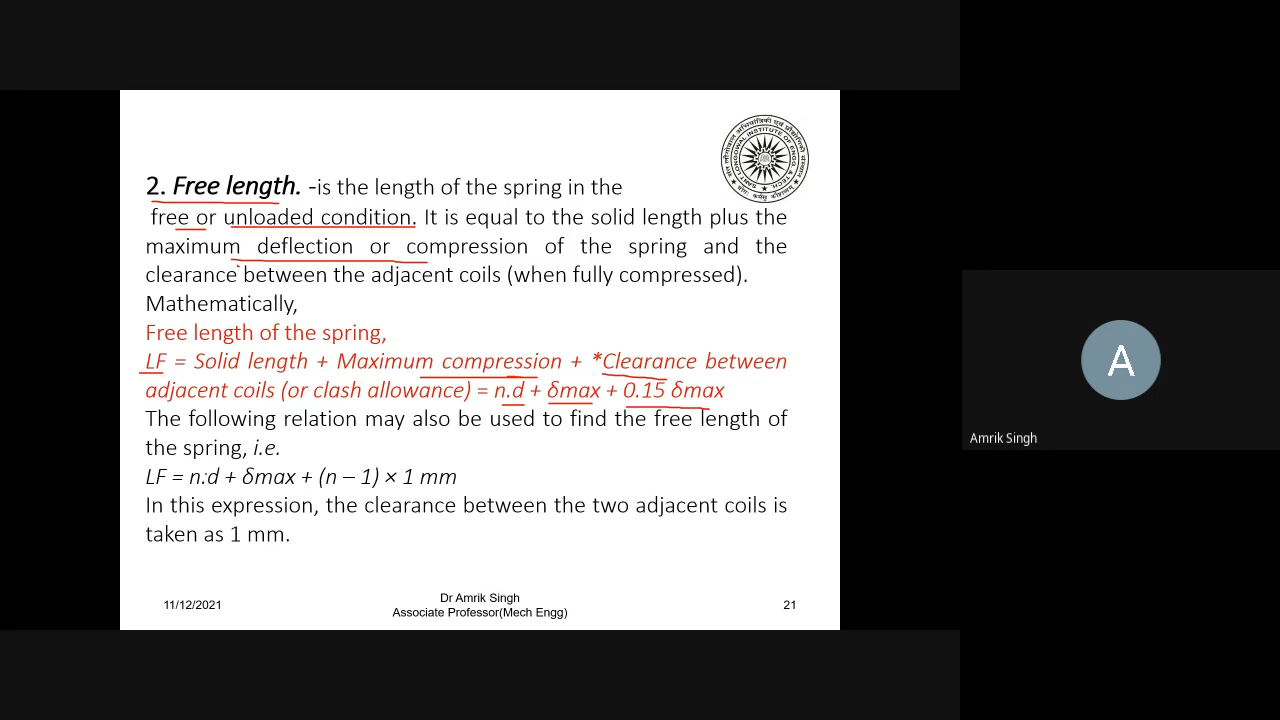 2. Free length. -is the length of the spring in the
free or unloaded condition. It is equal to the solid length plus the
maximum deflection or compression of the spring and the
clearance between the adjacent coils (when fully compressed).
Mathematically,
Free length of the spring,
LF = Solid length + Maximum compression + *Clearance between
adjacent coils (or clash allowance) = n.d + δmax + 0.15 δmax
The following relation may also be used to find the free length of
the spring, i.e.
LF = n:d + δmax + (n – 1) × 1 mm
In this expression, the clearance between the two adjacent coils is
taken as 1 mm.
11/12/2021
Dr Amrik Singh
Associate Professor(Mech Engg)
21
A
Amrik Singh